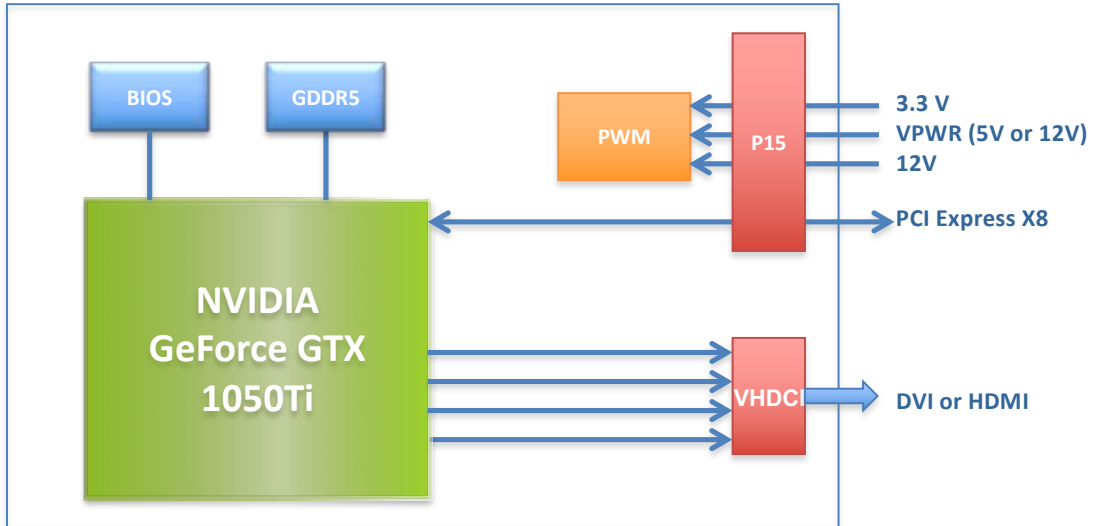 BIOS
GDDR5
PWM
P15
3.3 V
VPWR (5V or 12V)
12V
PCI Express X8
NVIDIA
GeForce GTX
1050Ti
VHDCI
DVI or HDMI